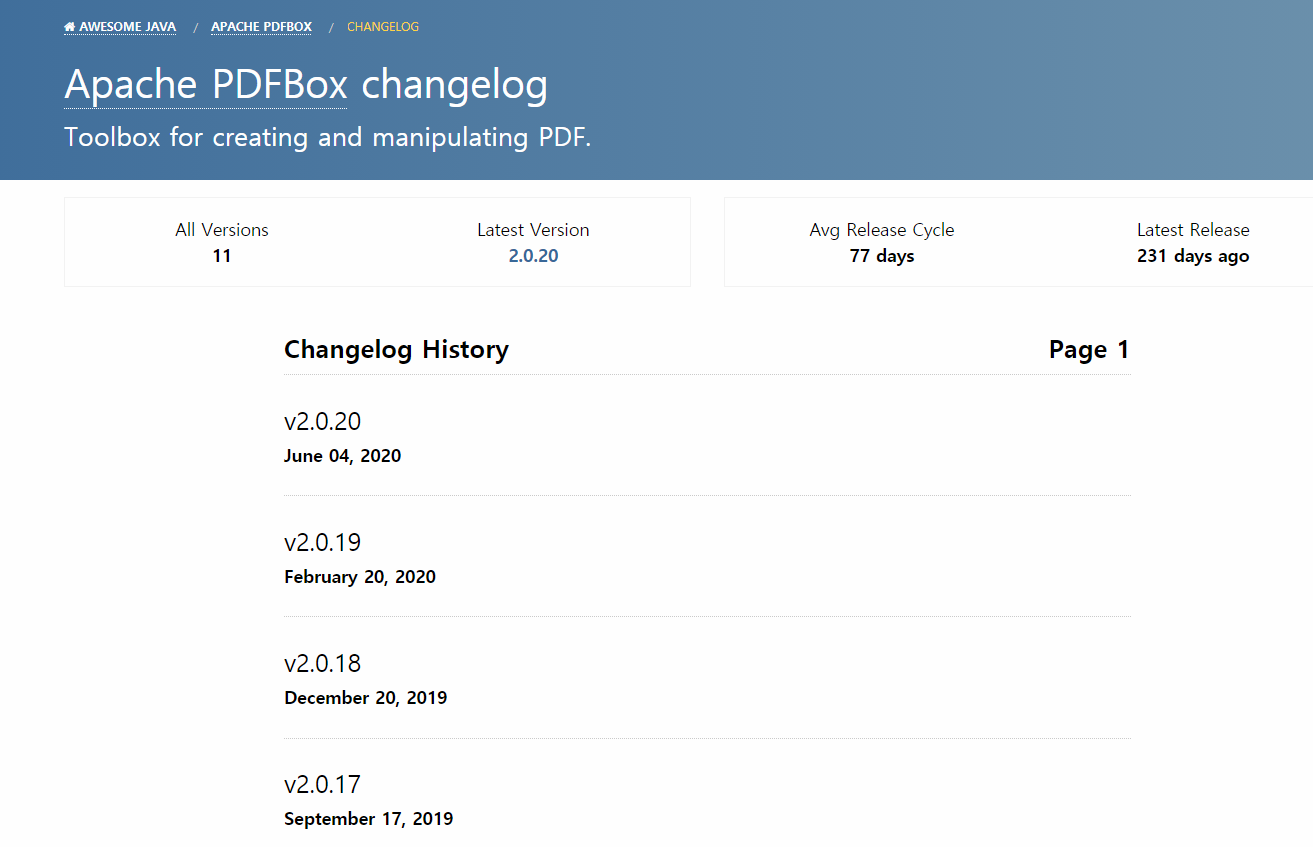 AWESOME JAVA / APACHE PDFBOX / CHANGELOG
Apache PDFBox changelog
Toolbox for creating and manipulating PDF.
All Versions
11
Latest Version
2.0.20
Avg Release Cycle
77 days
Latest Release
231 days ago
Changelog History Page 1
v2.0.20
June 04, 2020
v2.0.19
February 20, 2020
v2.0.18
December 20, 2019
v2.0.17
September 17, 2019